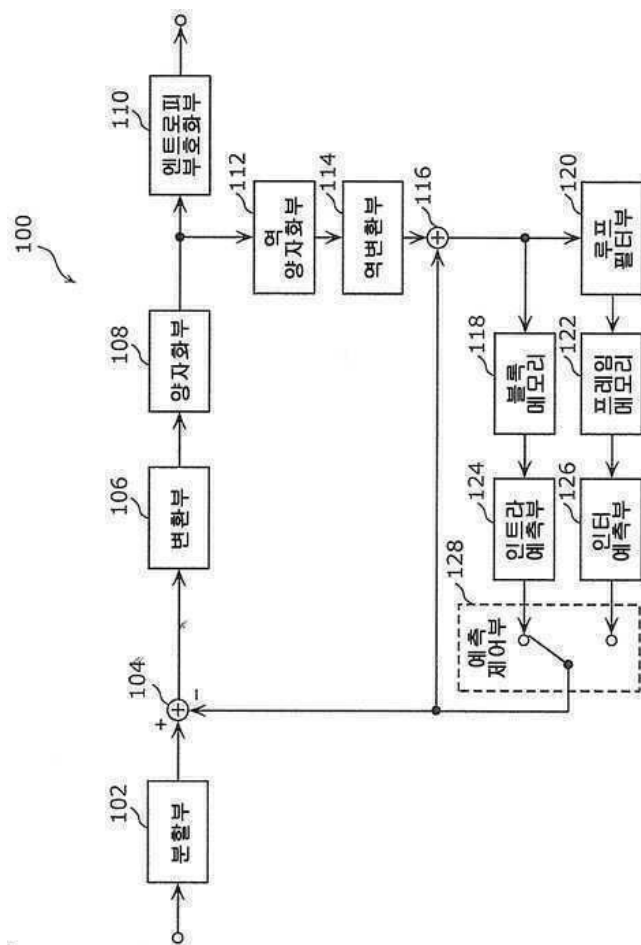 100
102
분할부
104
+
-
106
변환부
108
양자화부
110
엔트로피
부호화부
112
역
양자화부
114
역변환부
116
118
블록
메모리
120
루프
필터부
122
프레임
메모리
124
인트라
예측부
126
인터
예측부
128
예측
제어부